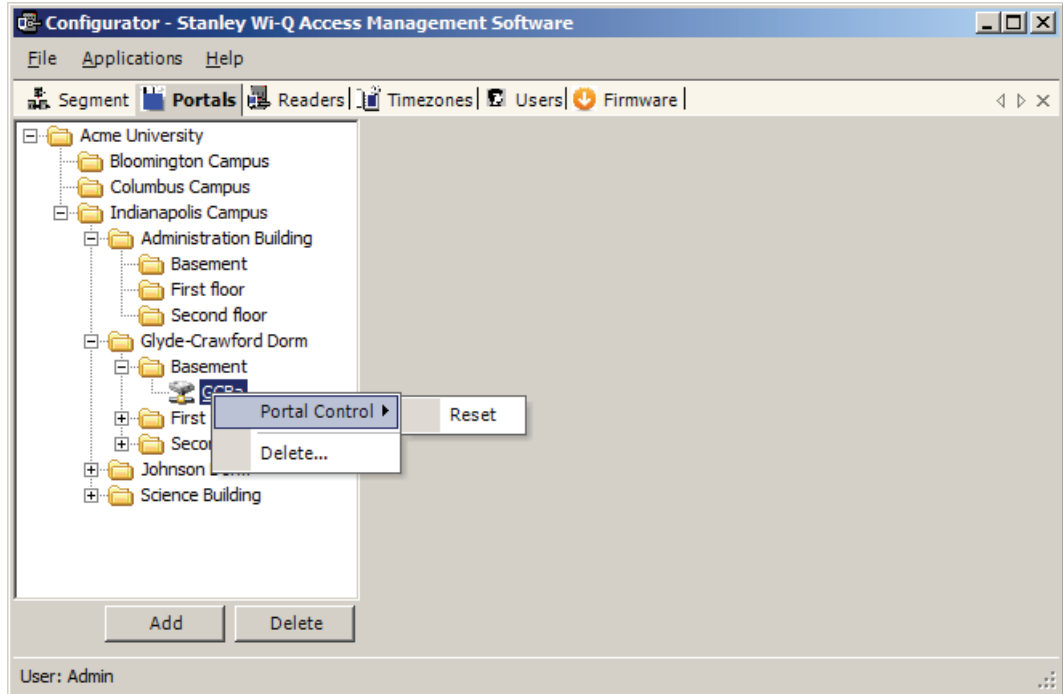 Configurator - Stanley Wi-Q Access Management Software
File Applications Help
Segment Portals Readers Timezones Users Firmware
Acme University
Bloomington Campus
Columbus Campus
Indianapolis Campus
Administration Building
Basement
First floor
Second floor
Glyde-Crawford Dorm
Basement
Portal Control Reset
First
Delete...
Johnson
Science Building
Add Delete
User: Admin